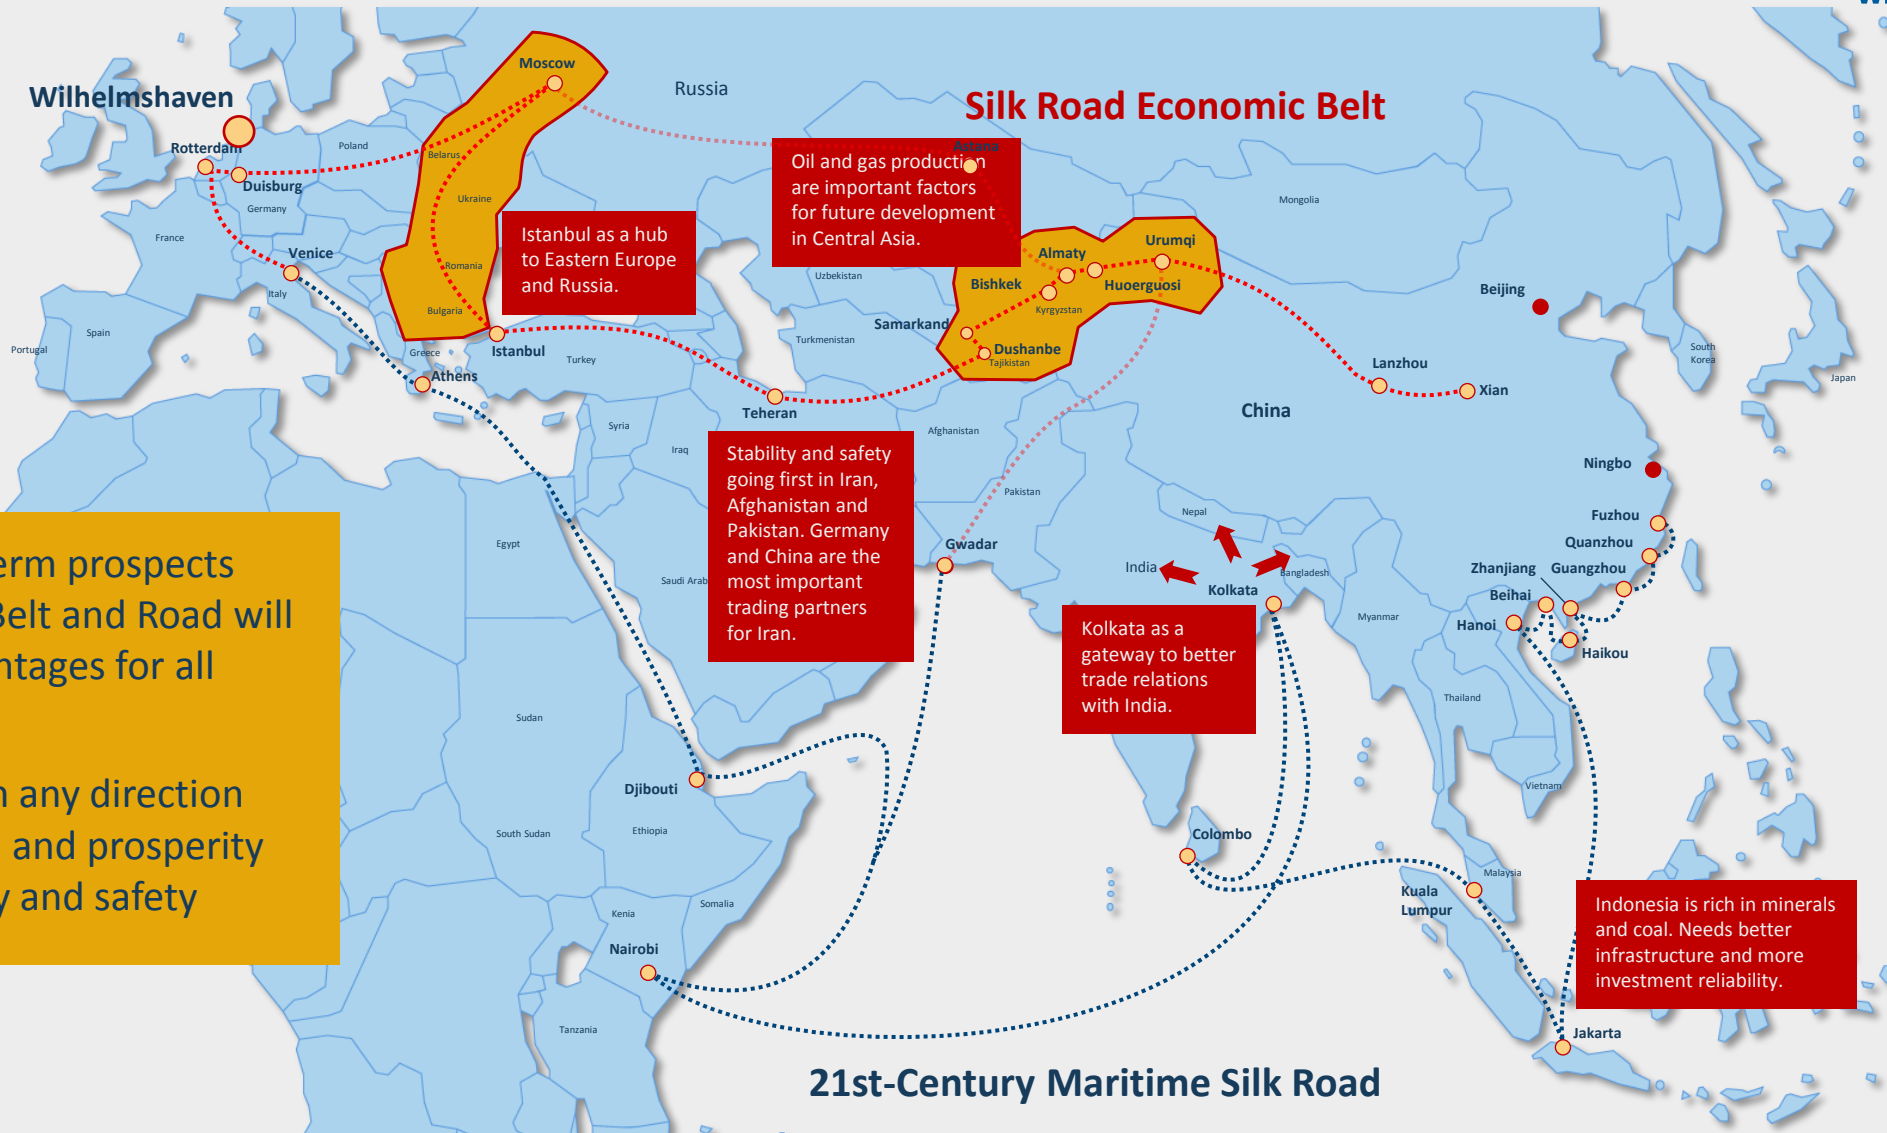 Moscow
Russia
Wilhelmshaven
Silk Road Economic Belt
Rotterdam
Poland
Belarus
Astana
Oil and gas production
are important factors
for future development
in Central Asia.
Duisburg
Germany
Ukraine
Mongolia
France
Istanbul as a hub
to Eastern Europe
and Russia.
Venice
Romania
Italy
Almaty
Urumqi
Uzbekistan
Bishkek
Huoerguosi
Kyrgyzstan
Beijing
Bulgaria
Spain
Samarkand
Turkmenistan
Portugal
Greece
Istanbul
Turkey
Dushanbe
Tajikistan
South
Korea
Japan
Athens
Lanzhou
Xian
Teheran
China
Syria
Iraq
Afghanistan
Stability and safety
going first in Iran,
Afghanistan and
Pakistan. Germany
and China are the
most important
trading partners
for Iran.
Ningbo
Pakistan
Nepal
Fuzhou
Egypt
Gwadar
Quanzhou
India
Bangladesh
Zhanjiang
Guangzhou
Saudi Arab
Kolkata
Beihai
Myanmar
Hanoi
Haikou
Kolkata as a
gateway to better
trade relations
with India.
erm prospects
Belt and Road will
ntages for all
n any direction
and prosperity
y and safety
Thailand
Sudan
Djibouti
Vietnam
South Sudan
Ethiopia
Colombo
Malaysia
Kuala
Lumpur
Somalia
Kenia
Indonesia is rich in minerals
and coal. Needs better
infrastructure and more
investment reliability.
Nairobi
Tanzania
Jakarta
21st-Century Maritime Silk Road